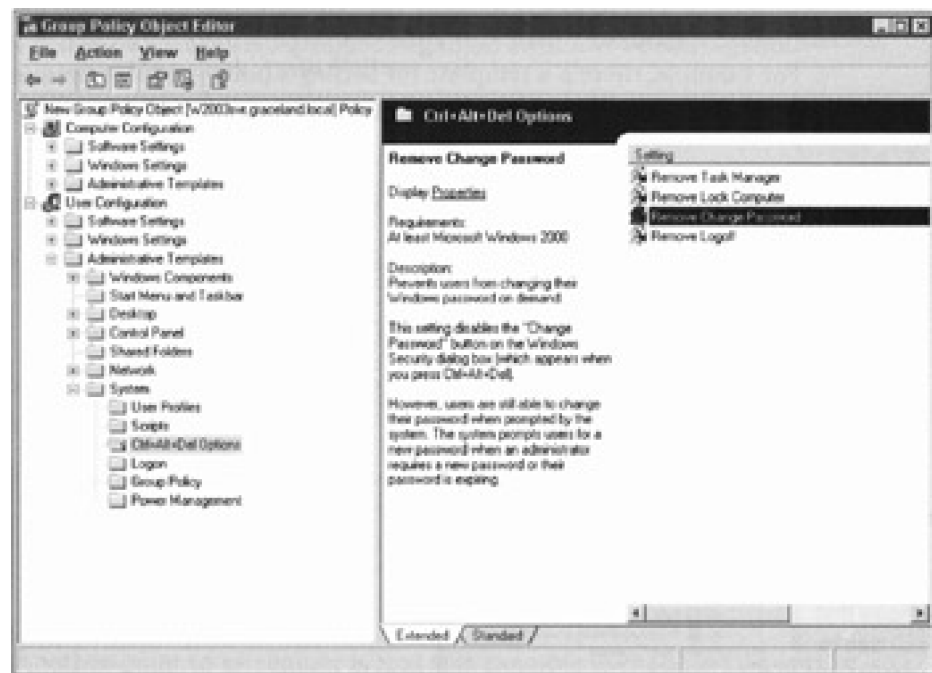 Group Policy Object Editor
File Action View Help
New Group Policy Object [w2003sve.graceland.local] Policy
Computer Configuration
Software Settings
Windows Settings
Administrative Templates
User Configuration
Software Settings
Windows Settings
Administrative Templates
Windows Components
Start Menu and Taskbar
Desktop
Control Panel
Shared Folders
Network
System
User Profiles
Scripts
Ctrl+Alt+Del Options
Logon
Group Policy
Power Management
Ctrl+Alt+Del Options
Remove Change Password
Display Properties
Requirements:
At least Microsoft Windows 2000
Description:
Prevents users from changing their
Windows password on demand.
This setting disables the "Change
Password" button on the Windows
Security dialog box (which appears when
you press Ctrl+Alt+Del).
However, users are still able to change
their password when prompted by the
system. The system prompts users for a
new password when an administrator
requires a new password or their
password is expiring.
Setting
Remove Task Manager
Remove Lock Computer
Remove Change Password
Remove Logoff
Extended Standard